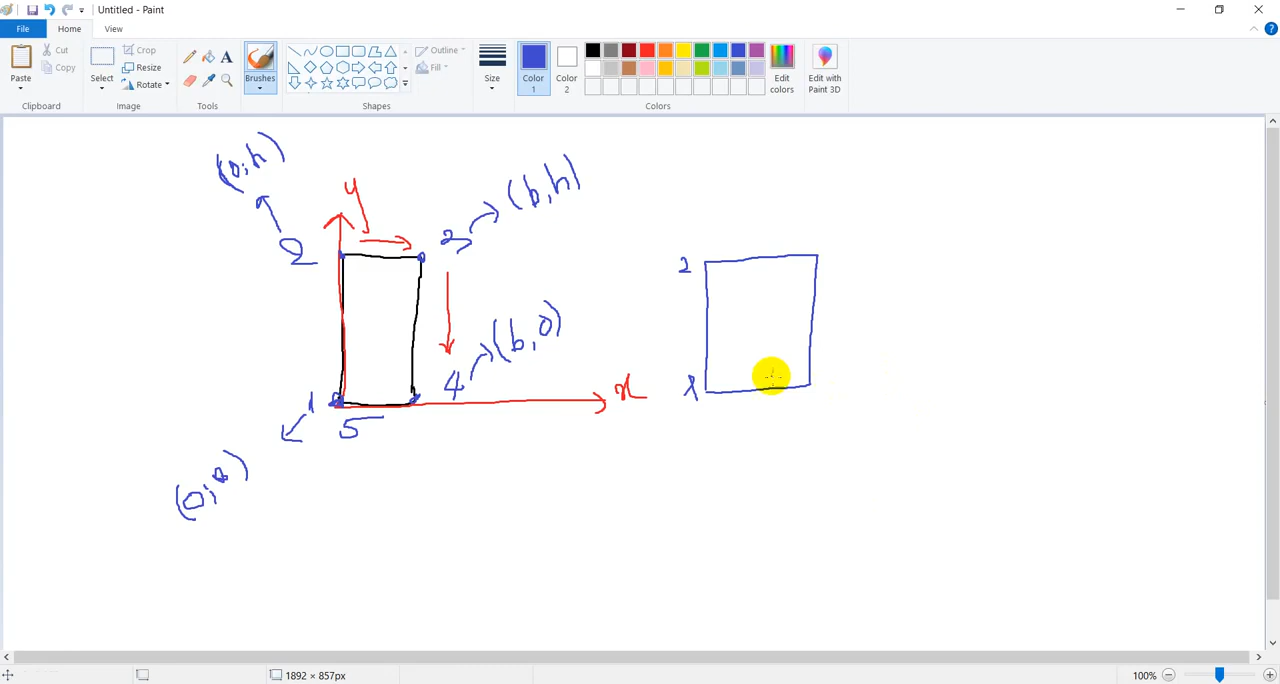 Untitled - Paint
File
Home
View
Paste
Cut
Copy
Clipboard
Select
Crop
Resize
Rotate
Image
Tools
Brushes
Shapes
Outline
Fill
Size
Color 1
Color 2
Edit colors
Edit with Paint 3D
Colors
(0,h)
y
(b,h)
2
3
2
(b,0)
4
x
1
1
5
1892 × 857px
100%